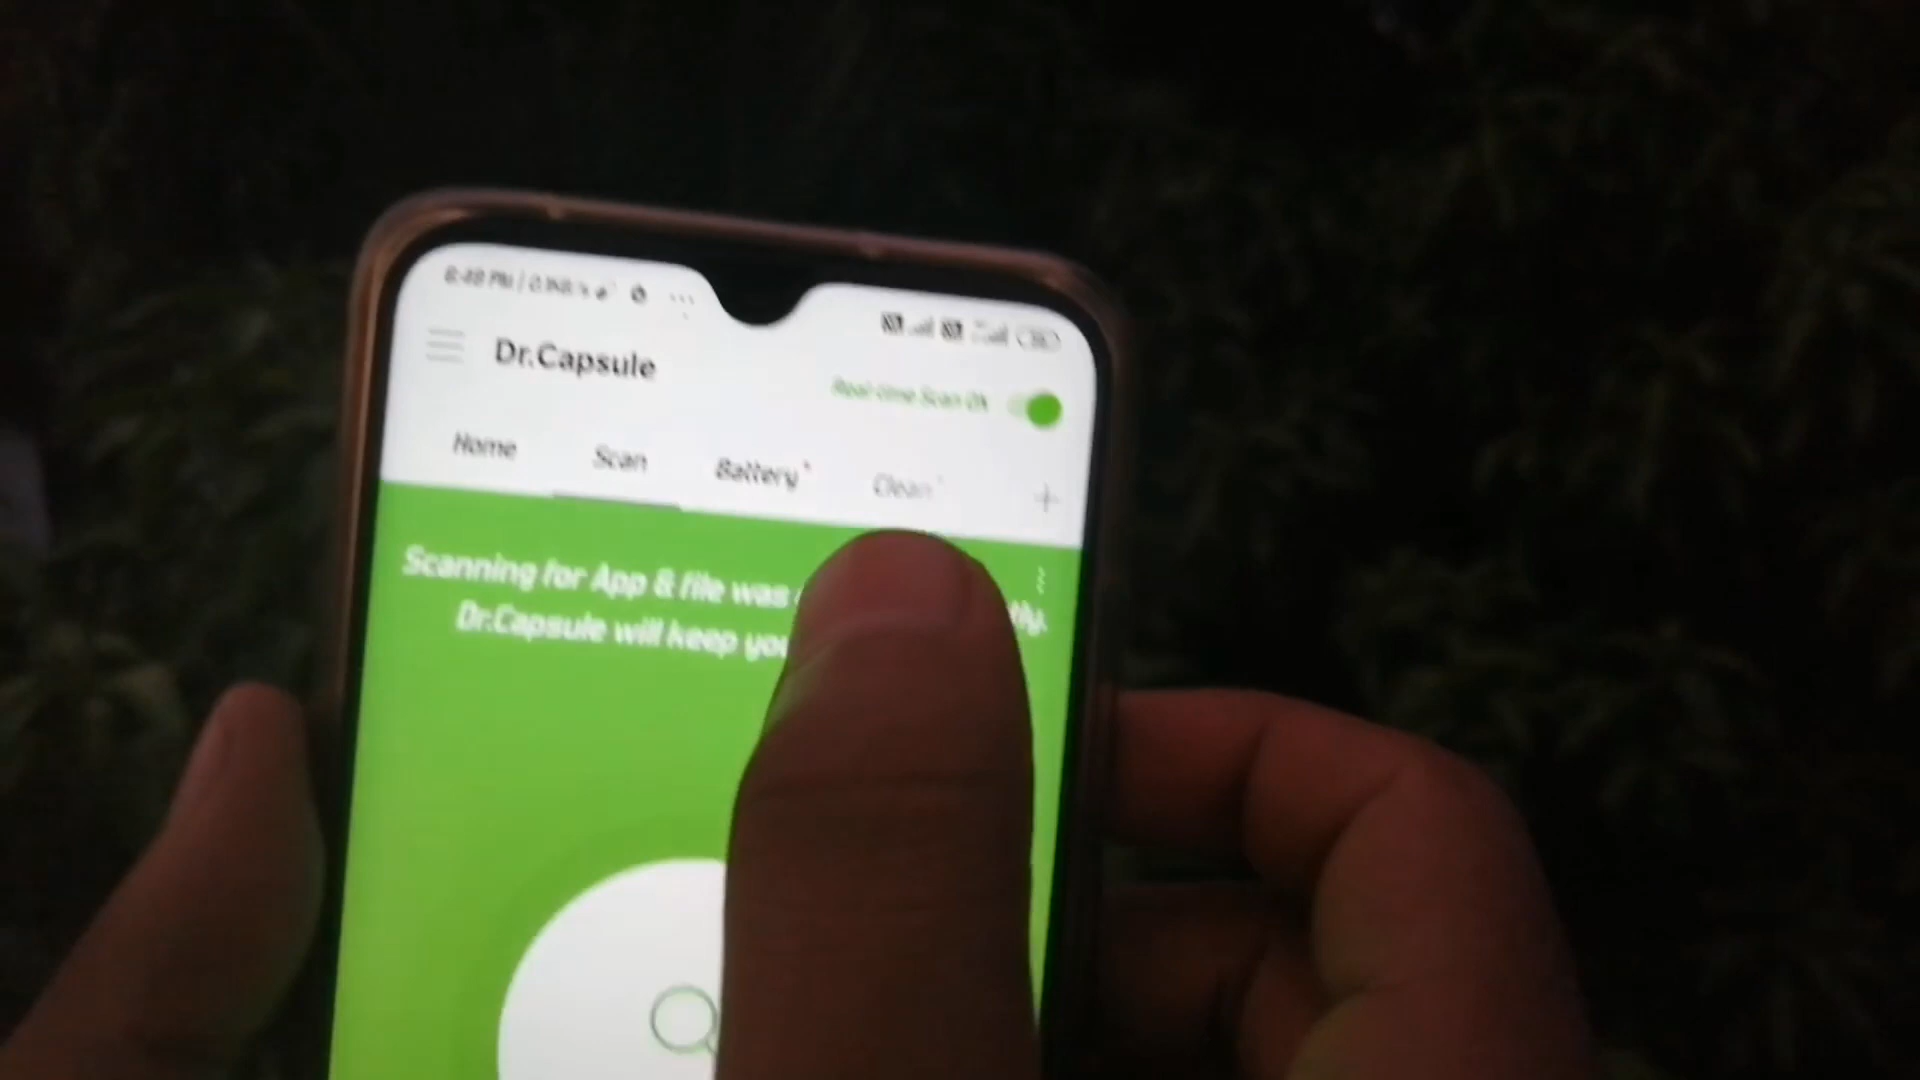 Dr.Capsule
Real-time Scan ON
Home Scan Battery Clean +
Scanning for App & file was
Dr.Capsule will keep you